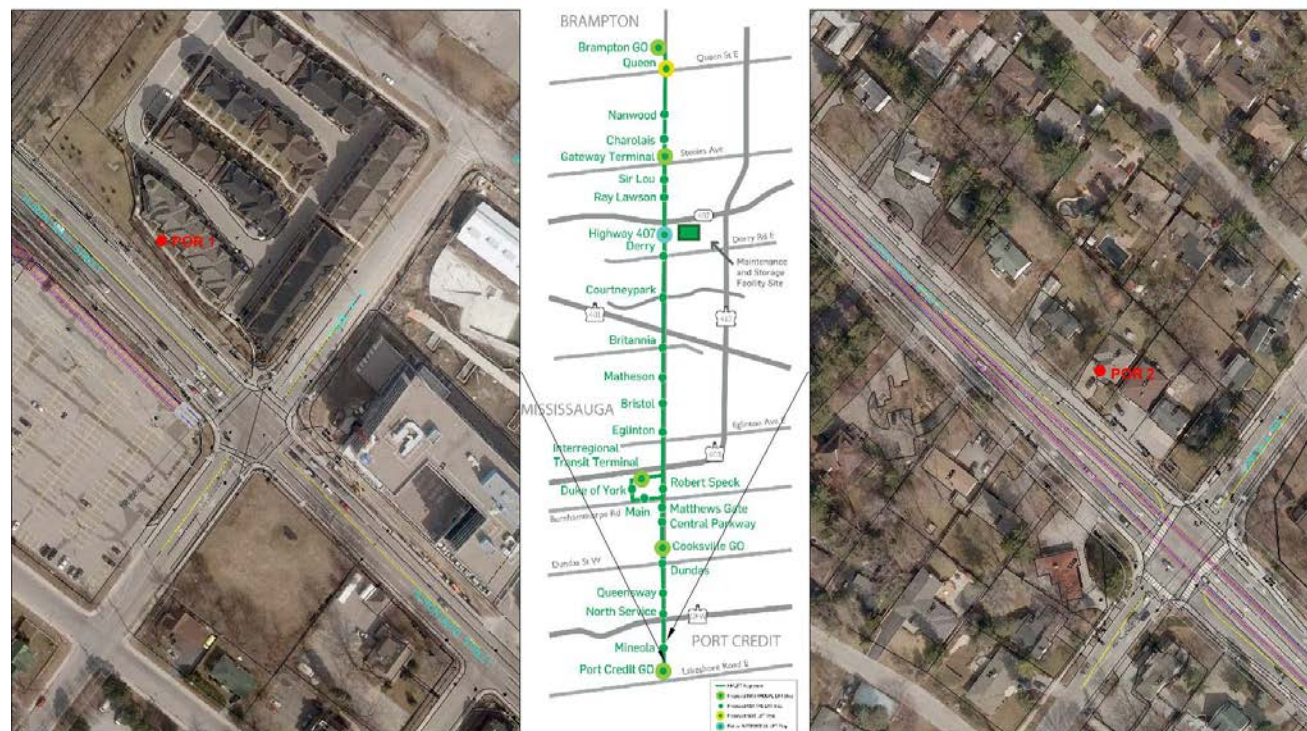 POR 1
BRAMPTON
Brampton GO
Queen
Queen St E
Nanwood
Charolais
Gateway Terminal
Steeles Ave
Sir Lou
Ray Lawson
407
Highway 407
Derry
Derry Rd E
Maintenance
and Storage
Facility Site
Courtneypark
401
410
Britannia
Matheson
Bristol
MISSISSAUGA
Eglinton
Eglinton Ave E
Interregional
Transit Terminal
403
Duke of York
Robert Speck
Main
Burnhamthorpe Rd
Matthews Gate
Central Parkway
Cooksville GO
Dundas St W
Dundas
Queensway
North Service
QEW
PORT CREDIT
Mineola
Port Credit GO
Lakeshore Road E
POR 2